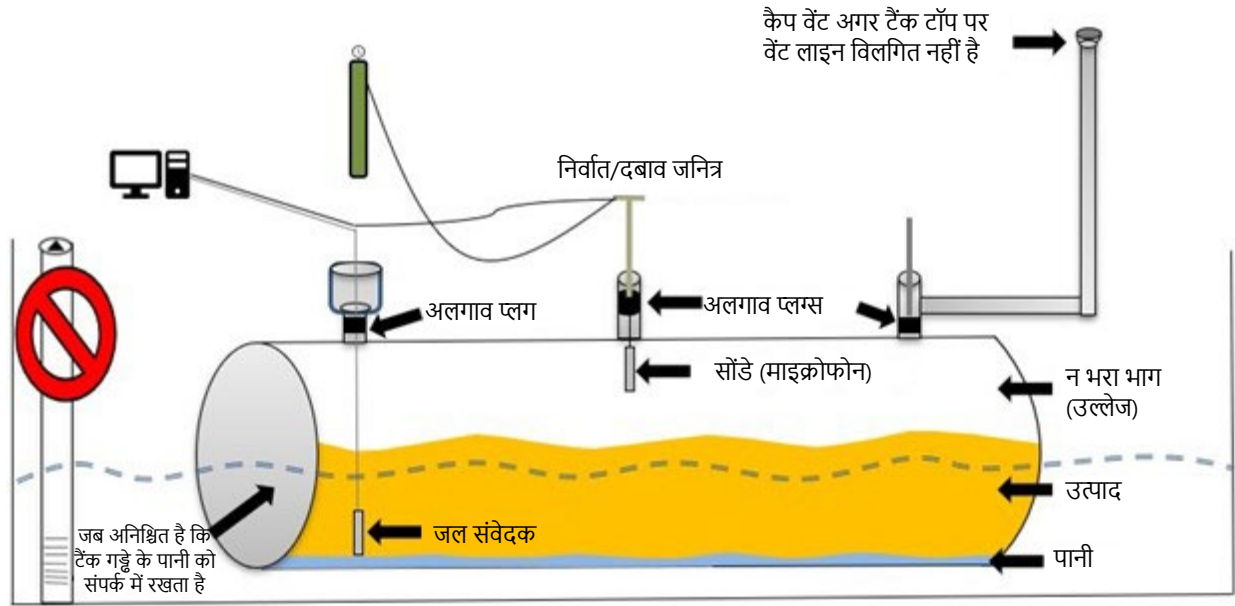 कैप वेंट अगर टैंक टॉप पर
वेंट लाइन विलगित नहीं है
निर्वात/दबाव जनित्र
अलगाव प्लग
अलगाव प्लग्स
सोंडे (माइक्रोफोन)
न भरा भाग
(उल्लेज)
उत्पाद
जल संवेदक
पानी
जब अनिश्चित है कि
टैंक गड्ढे के पानी को
संपर्क में रखता है